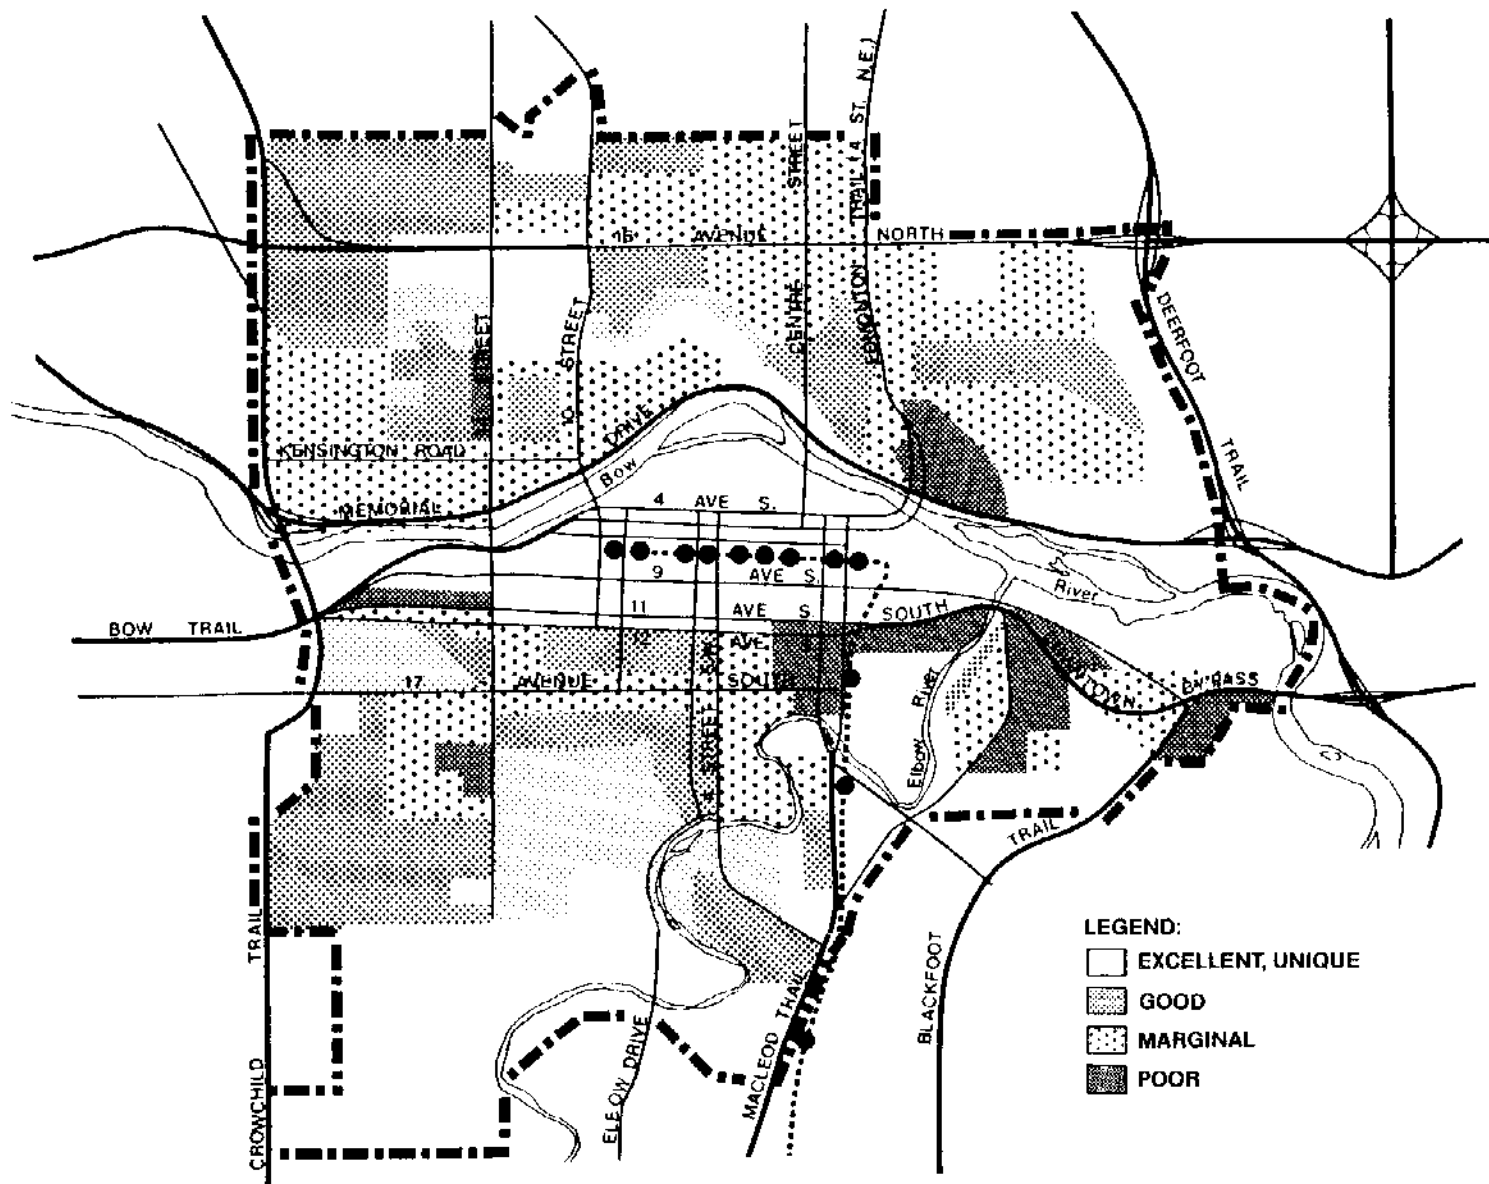 TRAIL (4 ST. N.E.)
EDMONTON
CENTRE STREET
16 AVENUE NORTH
STREET
10 STREET
DEERFOOT TRAIL
KENSINGTON ROAD
MEMORIAL DRIVE
Bow
4 AVE S.
9 AVE S.
River
11 AVE S.
SOUTH
BOW TRAIL
12 AVE
17 AVENUE SOUTH
DOWNTOWN BY PASS
4 STREET S.W.
Elbow River
TRAIL
BLACKFOOT
CROWCHILD TRAIL
ELBOW DRIVE
MACLEOD TRAIL
LEGEND:
EXCELLENT, UNIQUE
GOOD
MARGINAL
POOR